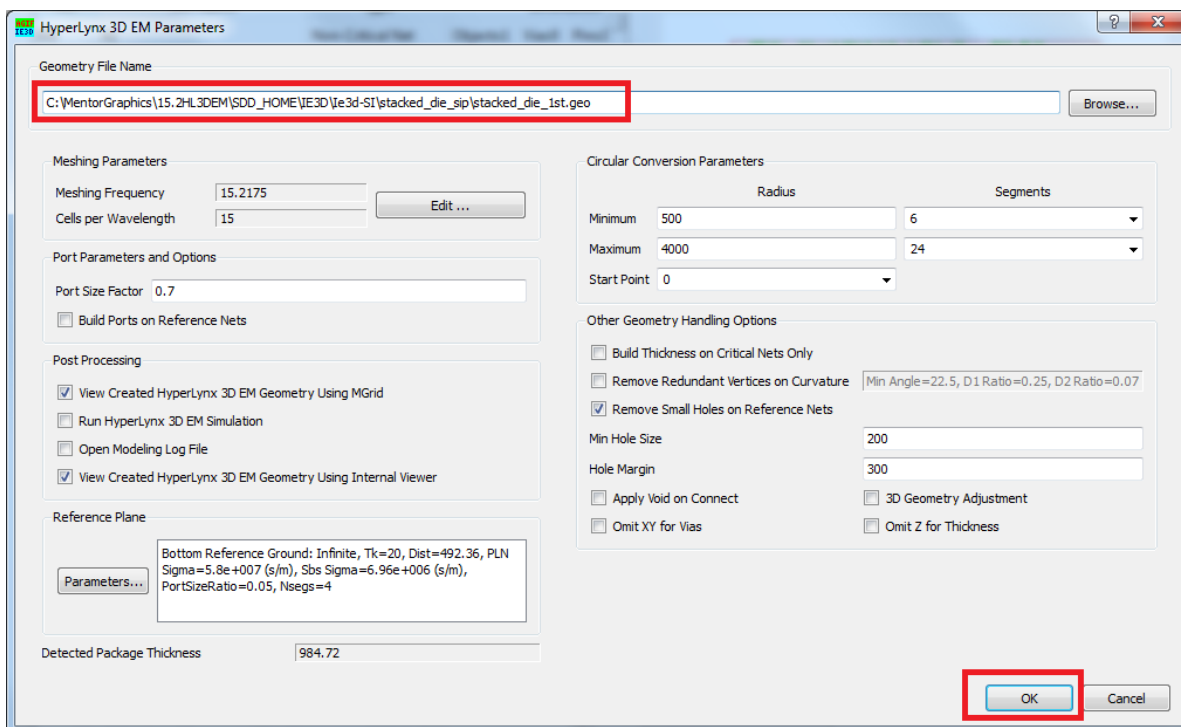 AGIF
IE3D
HyperLynx 3D EM Parameters
?
Geometry File Name
C:\MentorGraphics\15.2HL3DEM\SDD_HOME\IE3D\Ie3d-SI\stacked_die_sip\stacked_die_1st.geo
Browse...
Meshing Parameters
Meshing Frequency 15.2175
Cells per Wavelength 15
Edit ...
Port Parameters and Options
Port Size Factor 0.7
Build Ports on Reference Nets
Post Processing
View Created HyperLynx 3D EM Geometry Using MGrid
Run HyperLynx 3D EM Simulation
Open Modeling Log File
View Created HyperLynx 3D EM Geometry Using Internal Viewer
Reference Plane
Parameters...
Bottom Reference Ground: Infinite, Tk=20, Dist=492.36, PLN
Sigma=5.8e+007 (s/m), Sbs Sigma=6.96e+006 (s/m),
PortSizeRatio=0.05, Nsegs=4
Detected Package Thickness 984.72
Circular Conversion Parameters
Radius Segments
Minimum 500 6
Maximum 4000 24
Start Point 0
Other Geometry Handling Options
Build Thickness on Critical Nets Only
Remove Redundant Vertices on Curvature Min Angle=22.5, D1 Ratio=0.25, D2 Ratio=0.07
Remove Small Holes on Reference Nets
Min Hole Size 200
Hole Margin 300
Apply Void on Connect 3D Geometry Adjustment
Omit XY for Vias Omit Z for Thickness
OK Cancel